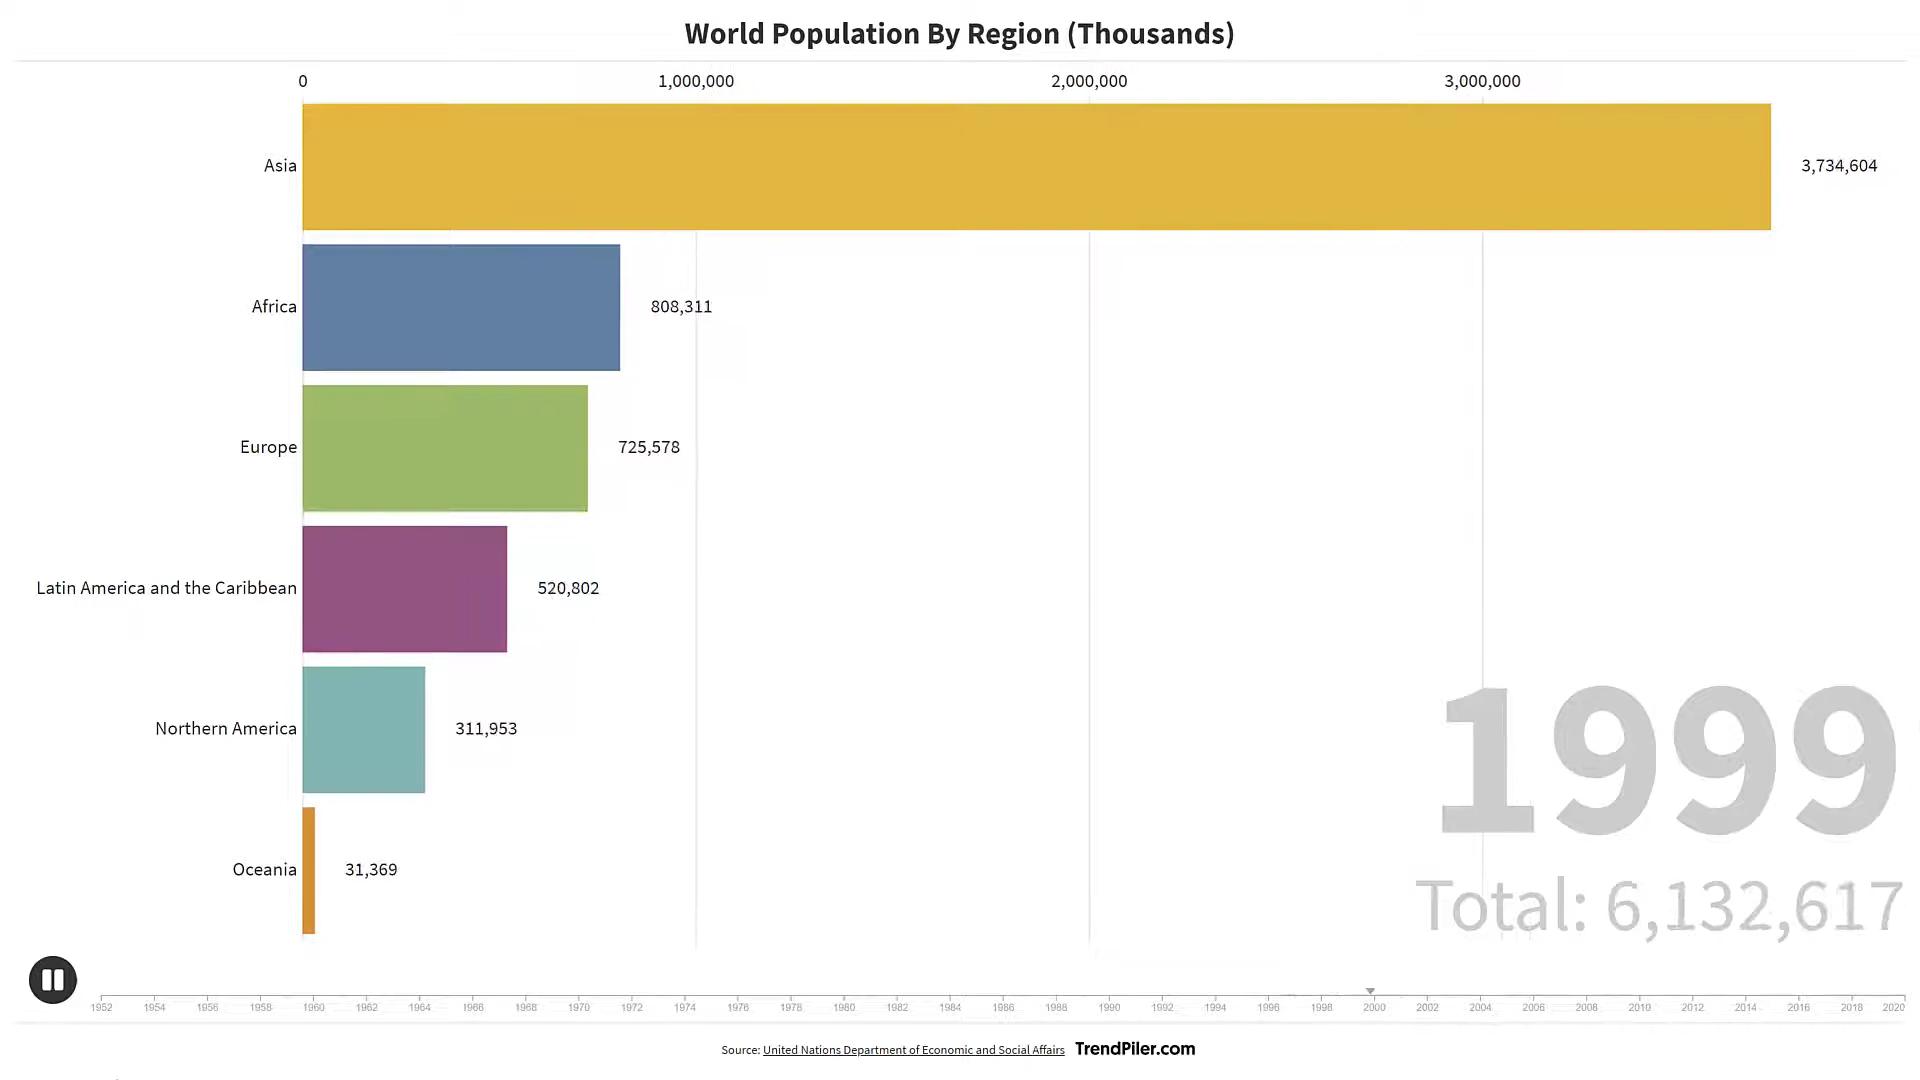 World Population By Region (Thousands)
0 1,000,000 2,000,000 3,000,000
Asia 3,734,604
Africa 808,311
Europe 725,578
Latin America and the Caribbean 520,802
Northern America 311,953
Oceania 31,369
1999
Total: 6,132,617
1952 1954 1956 1958 1960 1962 1964 1966 1968 1970 1972 1974 1976 1978 1980 1982 1984 1986 1988 1990 1992 1994 1996 1998 2000 2002 2004 2006 2008 2010 2012 2014 2016 2018 2020
Source: United Nations Department of Economic and Social Affairs TrendPiler.com